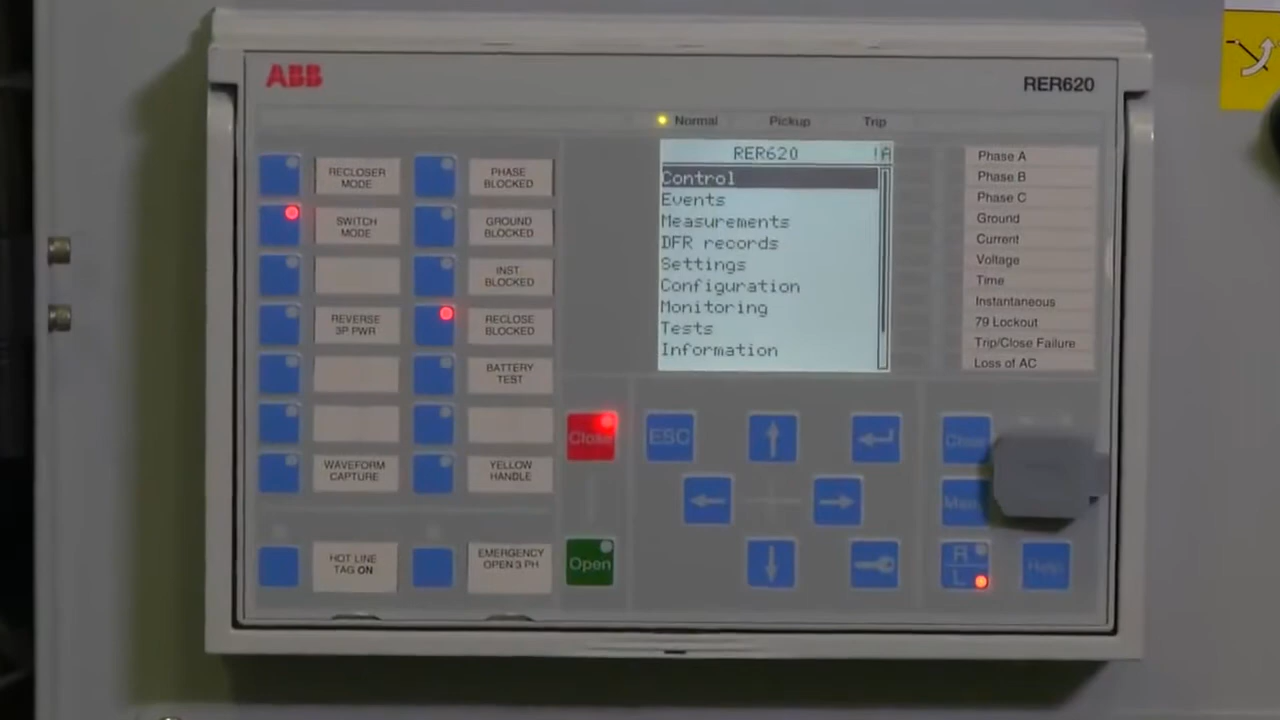 ABB
RER620
Normal Pickup Trip
RECLOSER
MODE
PHASE
BLOCKED
SWITCH
MODE
GROUND
BLOCKED
INST.
BLOCKED
REVERSE
3P PWR
RECLOSE
BLOCKED
BATTERY
TEST
WAVEFORM
CAPTURE
YELLOW
HANDLE
HOT LINE
TAG ON
EMERGENCY
OPEN 3 PH
RER620 !A
Control
Events
Measurements
DFR records
Settings
Configuration
Monitoring
Tests
Information
Phase A
Phase B
Phase C
Ground
Current
Voltage
Time
Instantaneous
79 Lockout
Trip/Close Failure
Loss of AC
Close
ESC
Clear
Open
R
L
Help